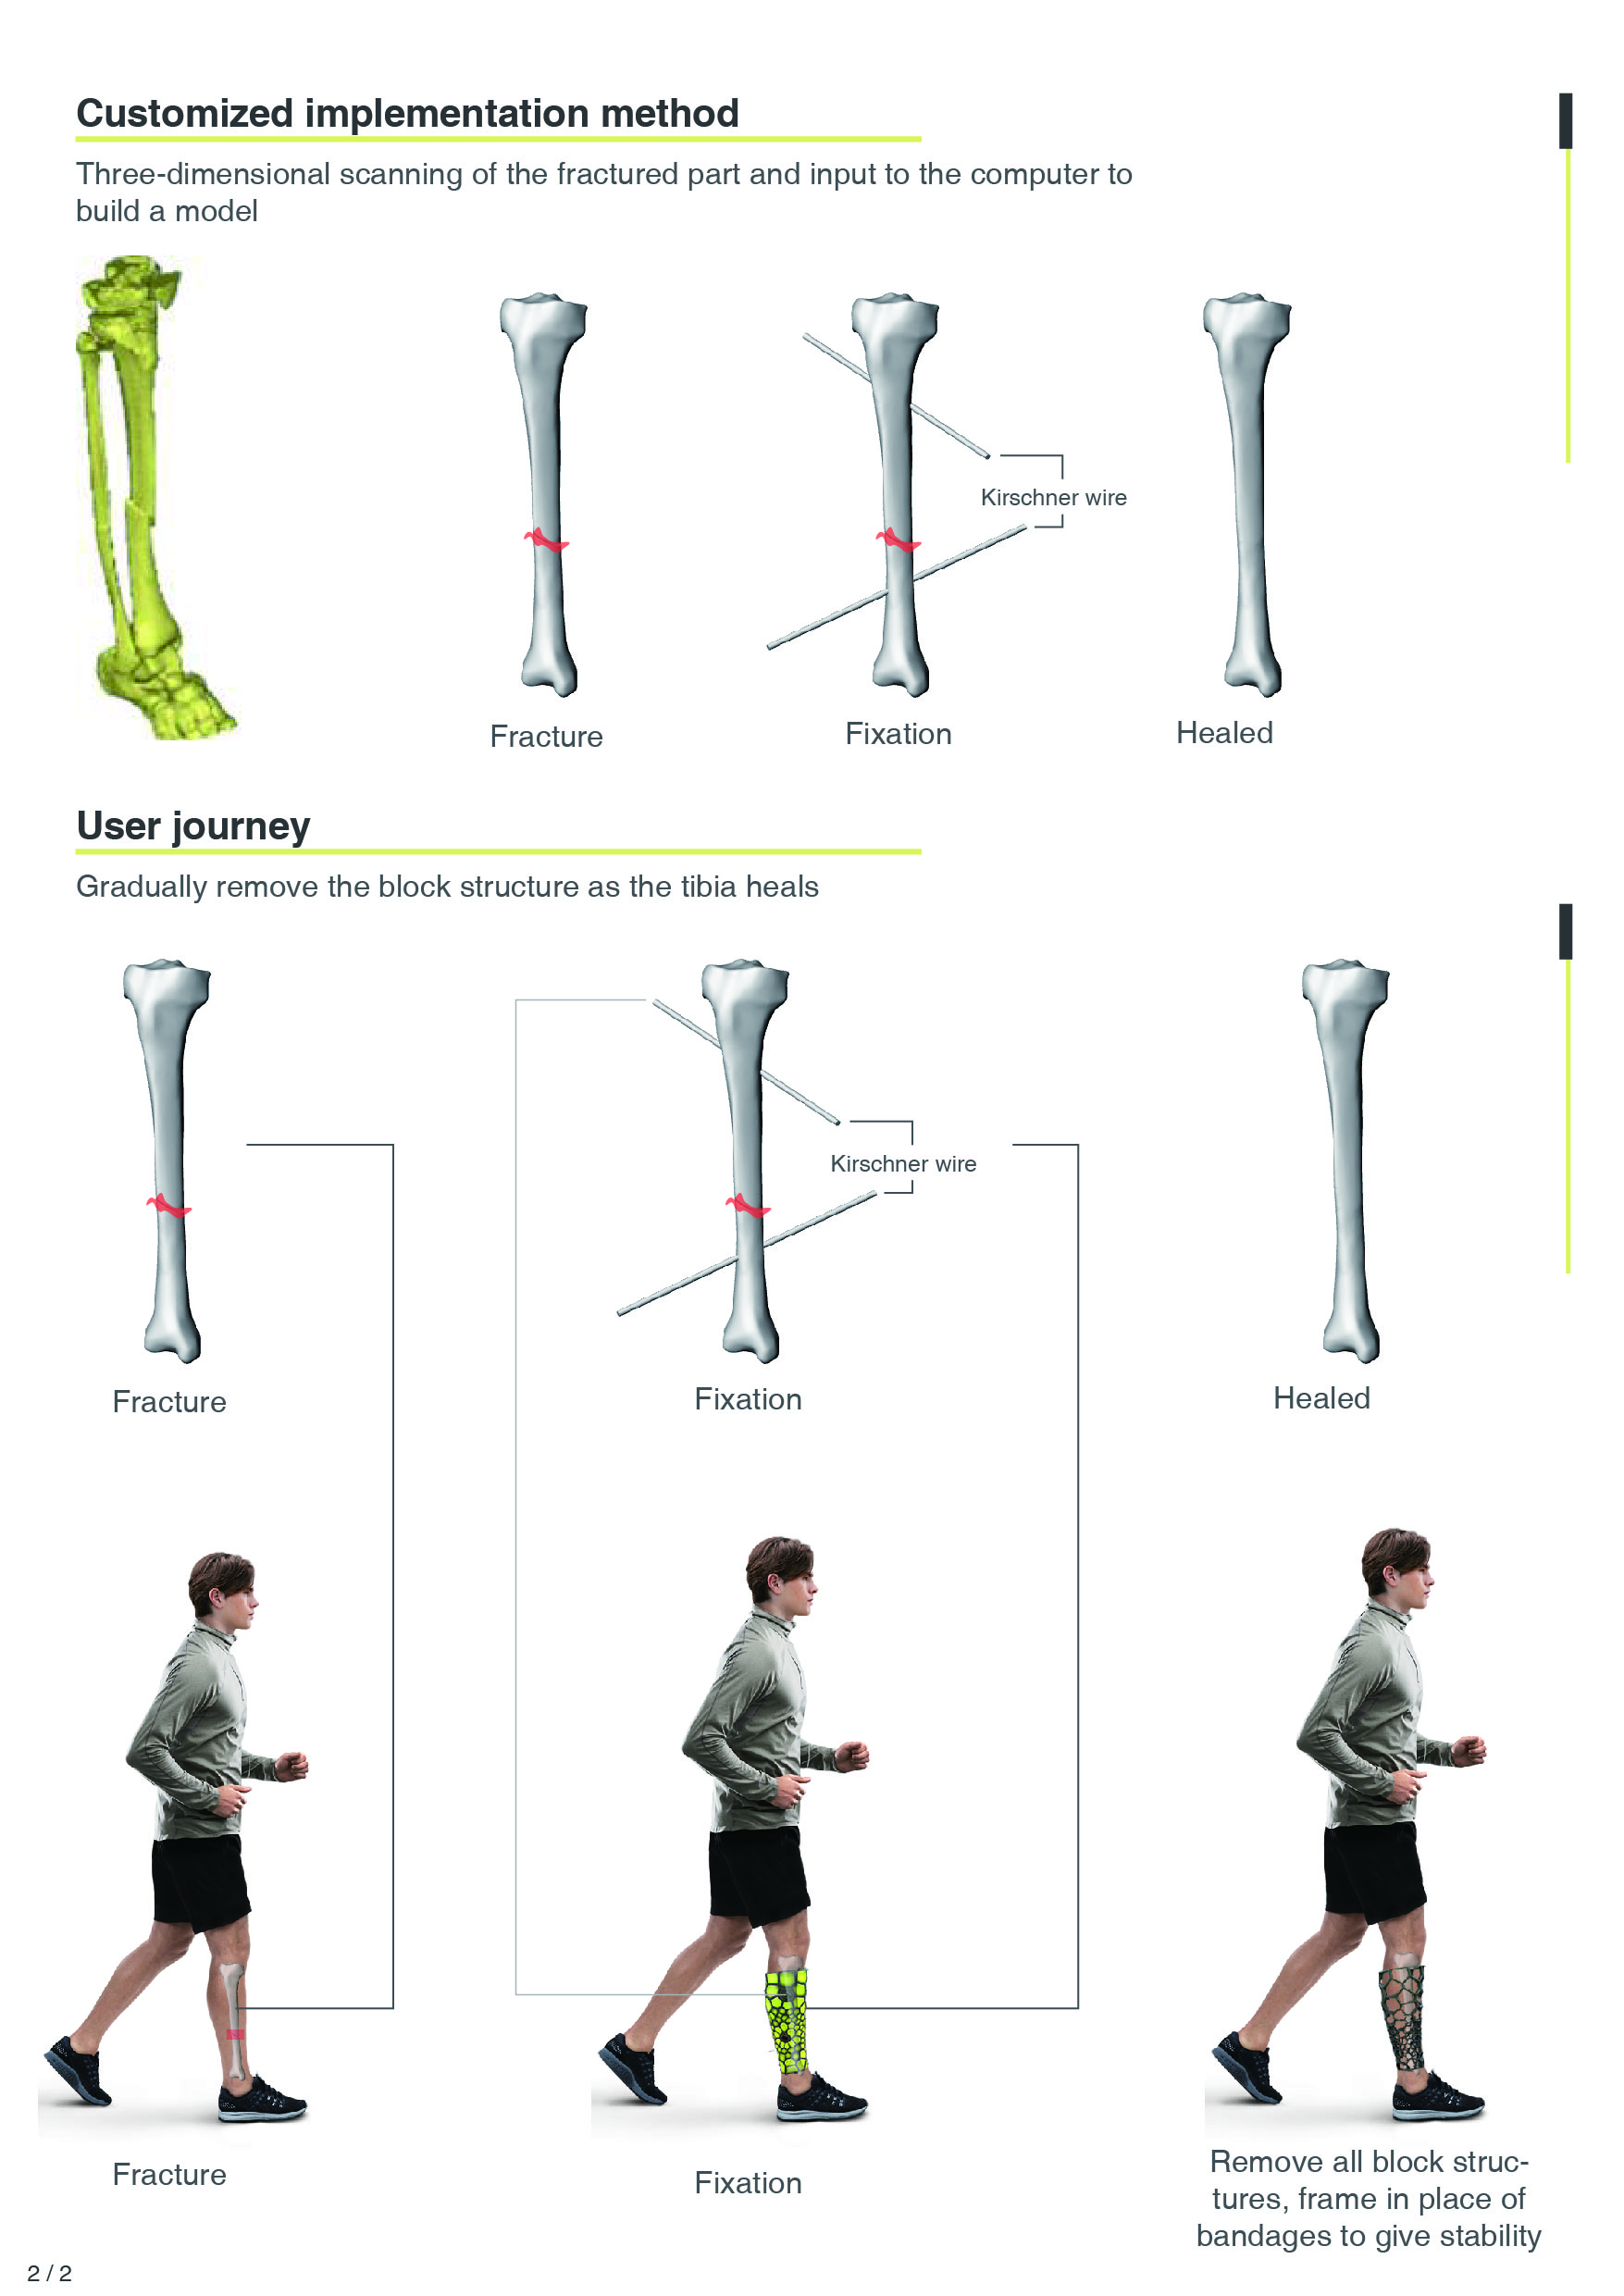 Customized implementation method
Three-dimensional scanning of the fractured part and input to the computer to
build a model
Kirschner wire
Fracture
Fixation
Healed
User journey
Gradually remove the block structure as the tibia heals
Kirschner wire
Fracture
Fixation
Healed
Fracture
Fixation
Remove all block struc-
tures, frame in place of
bandages to give stability
2 / 2